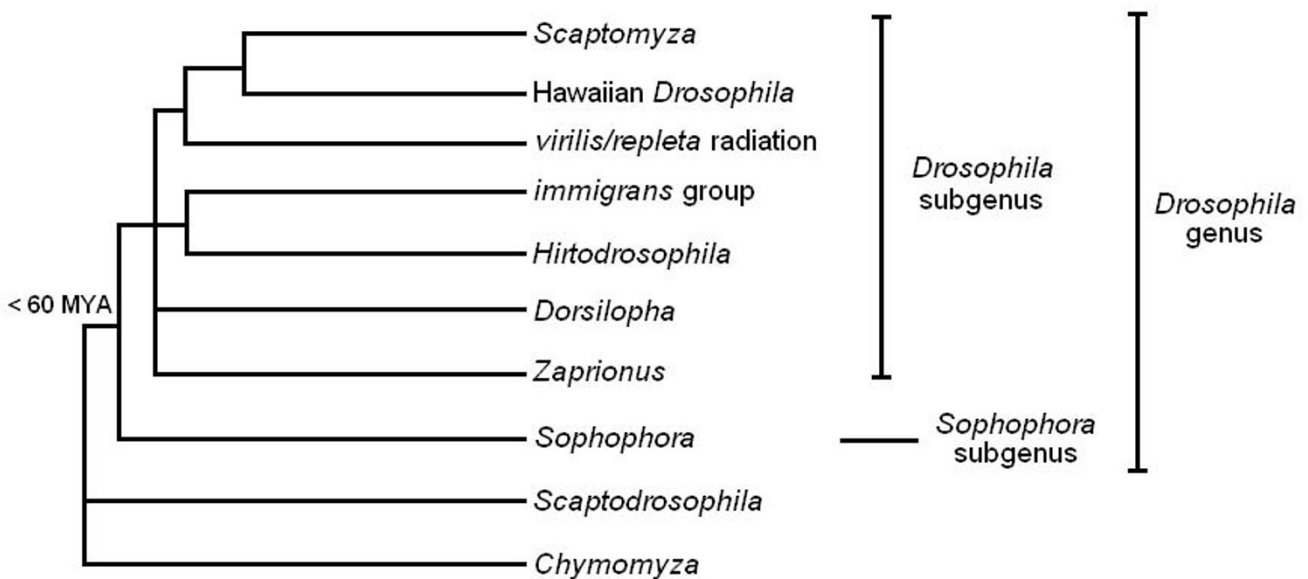 Scaptomyza
Hawaiian Drosophila
virilis/repleta radiation
immigrans group
Hirtodrosophila
Dorsilopha
Zaprionus
Sophophora
Scaptodrosophila
Chymomyza
< 60 MYA
Drosophila
subgenus
Sophophora
subgenus
Drosophila
genus